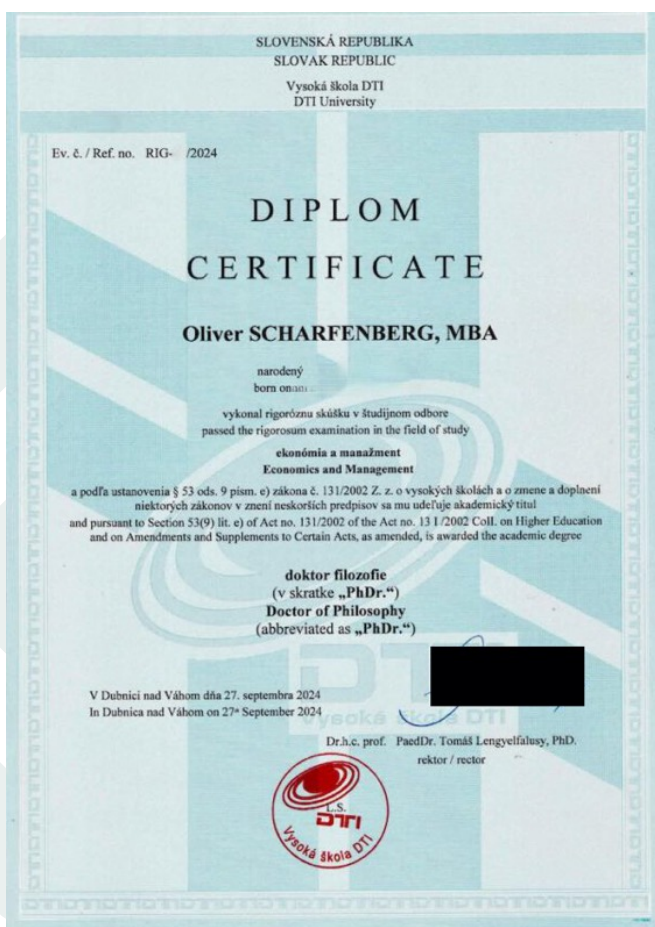 SLOVENSKÁ REPUBLIKA
SLOVAK REPUBLIC
Vysoká škola DTI
DTI University
Ev. č. / Ref. no. RIG- /2024
DIPLOM
CERTIFICATE
Oliver SCHARFENBERG, MBA
narodený
born on
vykonal rigoróznu skúšku v študijnom odbore
passed the rigorosum examination in the field of study
ekonómia a manažment
Economics and Management
a podľa ustanovenia § 53 ods. 9 pism. e) zákona č. 131/2002 Z. z. o vysokých školách a o zmene a doplnení
niektorých zákonov v znení neskorších predpisov sa mu udeľuje akademický titul
and pursuant to Section 53(9) lit. e) of Act no. 131/2002 of the Act no. 13 1 /2002 Coll. on Higher Education
and on Amendments and Supplements to Certain Acts, as amended, is awarded the academic degree
doktor filozofie
(v skratke „PhDr.“)
Doctor of Philosophy
(abbreviated as „PhDr.“)
DTI
Vysoká škola DTI
V Dubnici nad Váhom dňa 27. septembra 2024
In Dubnica nad Váhom on 27th September 2024
Dr.h.c. prof. PaedDr. Tomáš Lengyelfalusy, PhD.
rektor / rector
L.S.
DTI
Vysoká škola DTI